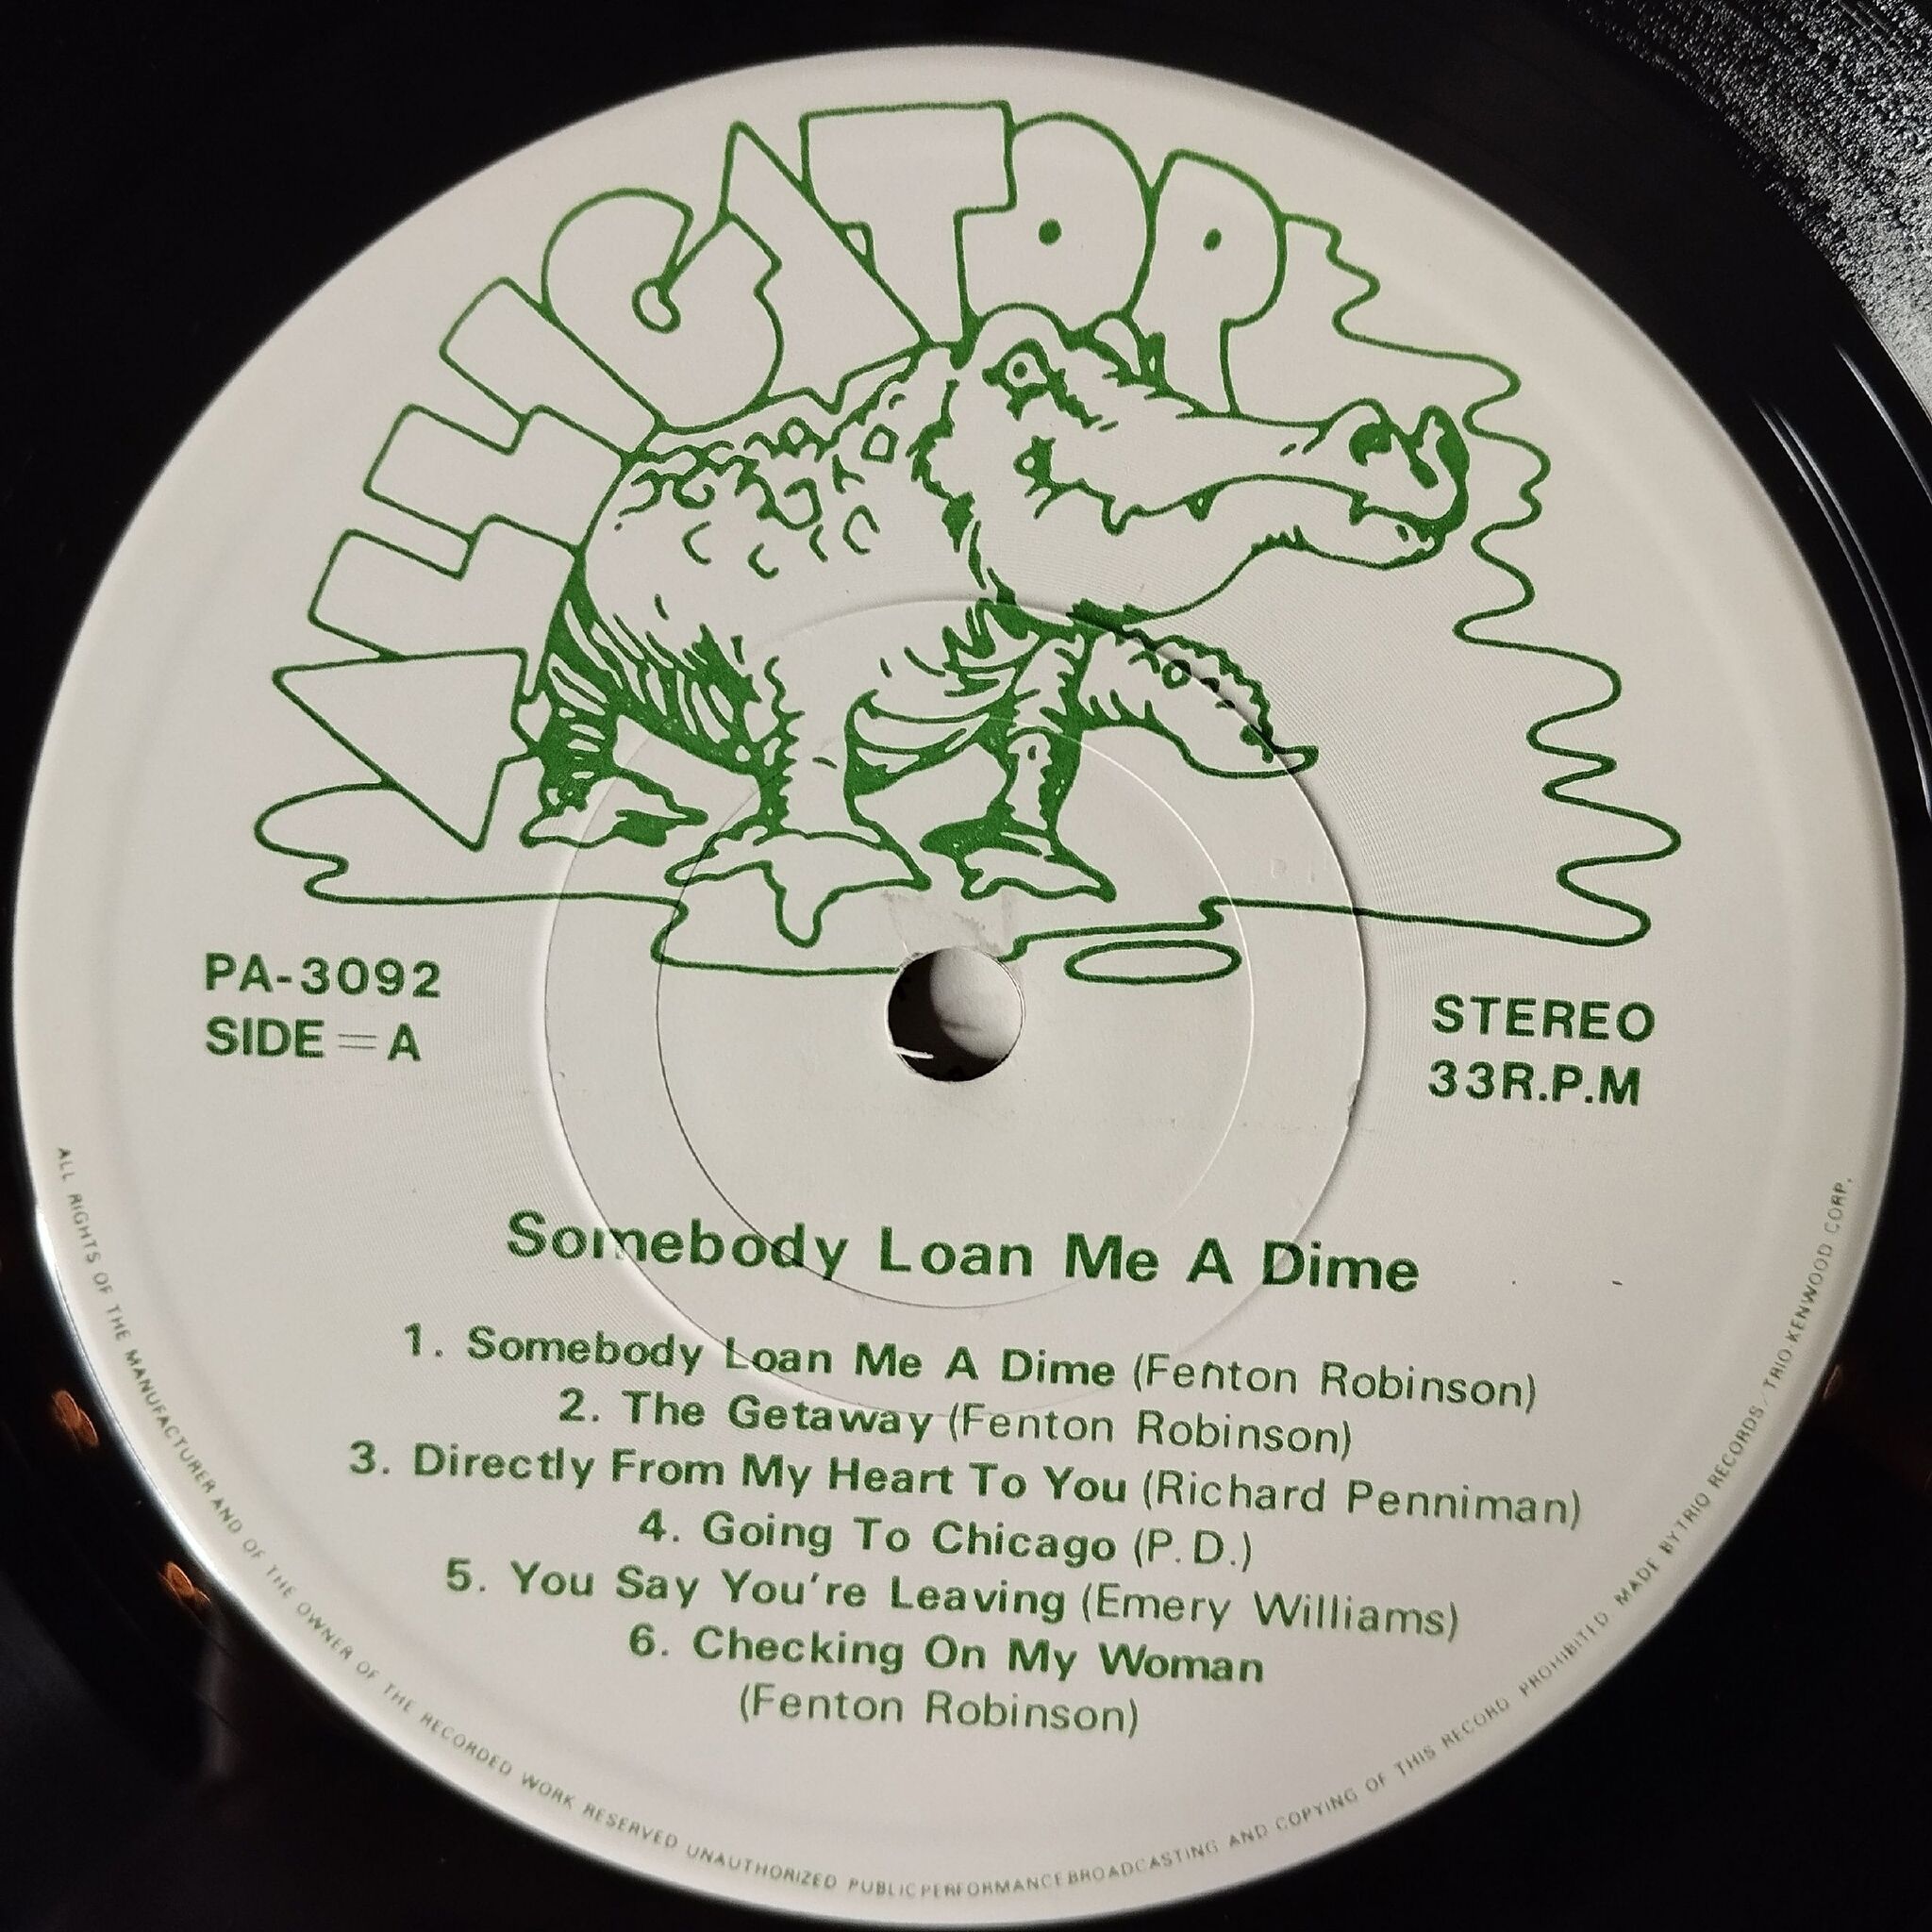 ALLIGATOR
PA-3092
SIDE = A
STEREO
33R.P.M
Somebody Loan Me A Dime
1. Somebody Loan Me A Dime (Fenton Robinson)
2. The Getaway (Fenton Robinson)
3. Directly From My Heart To You (Richard Penniman)
4. Going To Chicago (P.D.)
5. You Say You're Leaving (Emery Williams)
6. Checking On My Woman
(Fenton Robinson)
ALL RIGHTS OF THE MANUFACTURER AND OF THE OWNER OF THE RECORDED WORK RESERVED UNAUTHORIZED PUBLIC PERFORMANCE BROADCASTING AND COPYING OF THIS RECORD PROHIBITED MADE BY TRIO RECORDS/TRIO KENWOOD CORP.